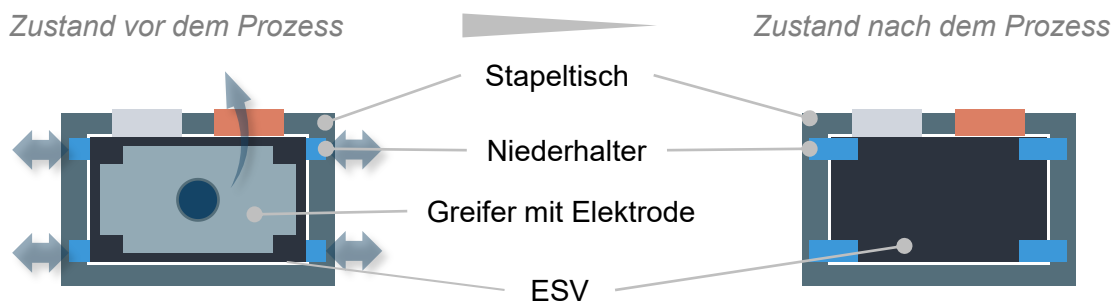 Zustand vor dem Prozess
Zustand nach dem Prozess
Stapeltisch
Niederhalter
Greifer mit Elektrode
ESV